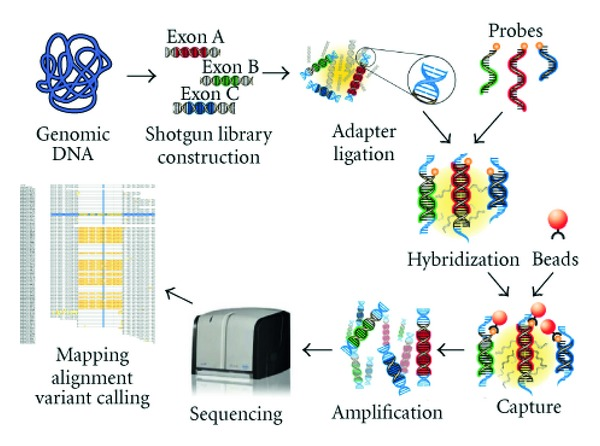 Probes
Exon A
Exon B
Exon C
Genomic
DNA
Shotgun library
construction
Adapter
ligation
Hybridization
Beads
Mapping
alignment
variant calling
Sequencing
Amplification
Capture